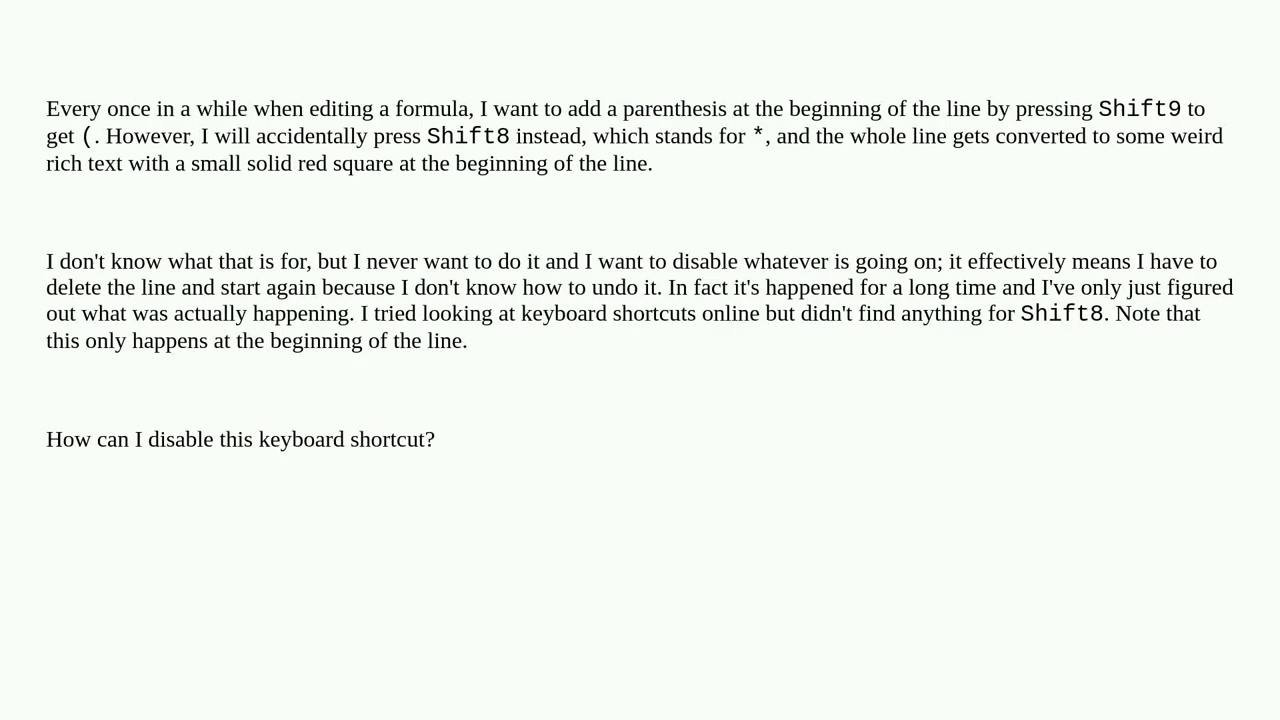 Every once in a while when editing a formula, I want to add a parenthesis at the beginning of the line by pressing Shift9 to
get (. However, I will accidentally press Shift8 instead, which stands for *, and the whole line gets converted to some weird
rich text with a small solid red square at the beginning of the line.
I don't know what that is for, but I never want to do it and I want to disable whatever is going on; it effectively means I have to
delete the line and start again because I don't know how to undo it. In fact it's happened for a long time and I've only just figured
out what was actually happening. I tried looking at keyboard shortcuts online but didn't find anything for Shift8. Note that
this only happens at the beginning of the line.
How can I disable this keyboard shortcut?